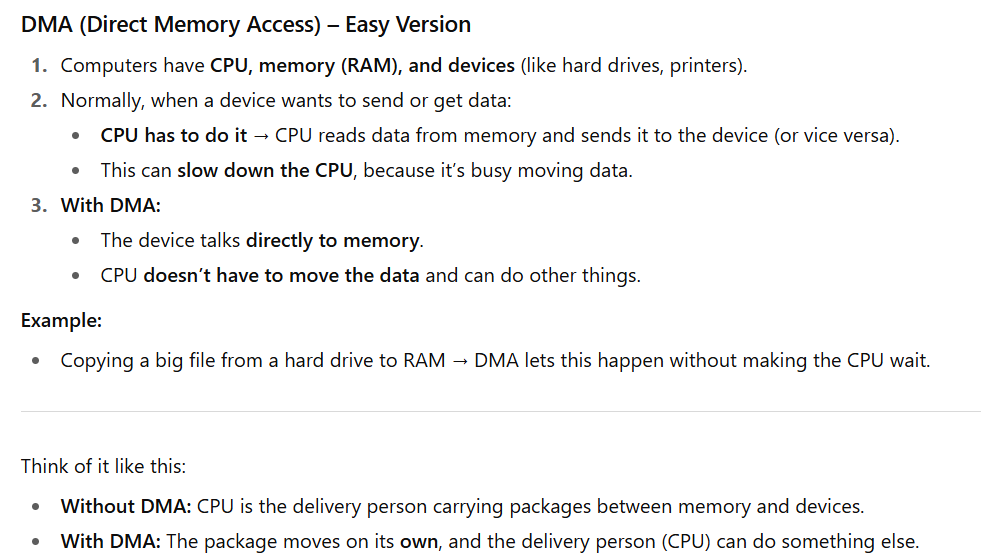 DMA (Direct Memory Access) – Easy Version
1. Computers have CPU, memory (RAM), and devices (like hard drives, printers).
2. Normally, when a device wants to send or get data:
• CPU has to do it → CPU reads data from memory and sends it to the device (or vice versa).
• This can slow down the CPU, because it’s busy moving data.
3. With DMA:
• The device talks directly to memory.
• CPU doesn’t have to move the data and can do other things.
Example:
• Copying a big file from a hard drive to RAM → DMA lets this happen without making the CPU wait.
Think of it like this:
• Without DMA: CPU is the delivery person carrying packages between memory and devices.
• With DMA: The package moves on its own, and the delivery person (CPU) can do something else.